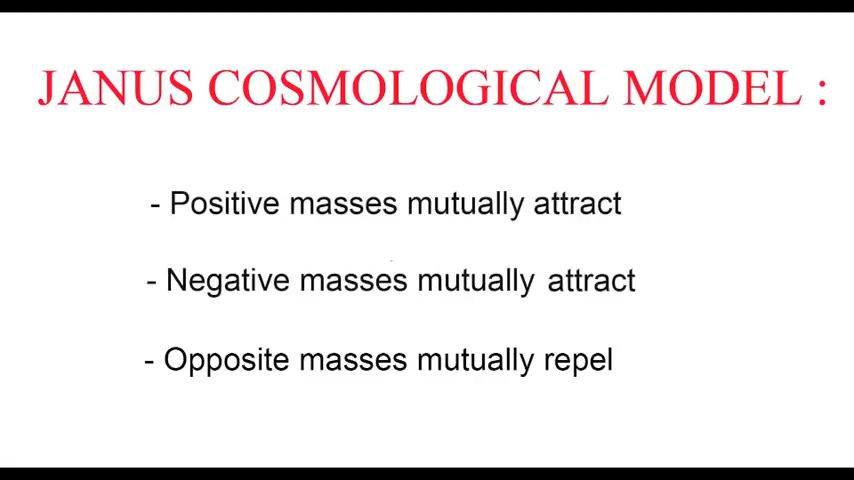 JANUS COSMOLOGICAL MODEL :
- Positive masses mutually attract
- Negative masses mutually attract
- Opposite masses mutually repel